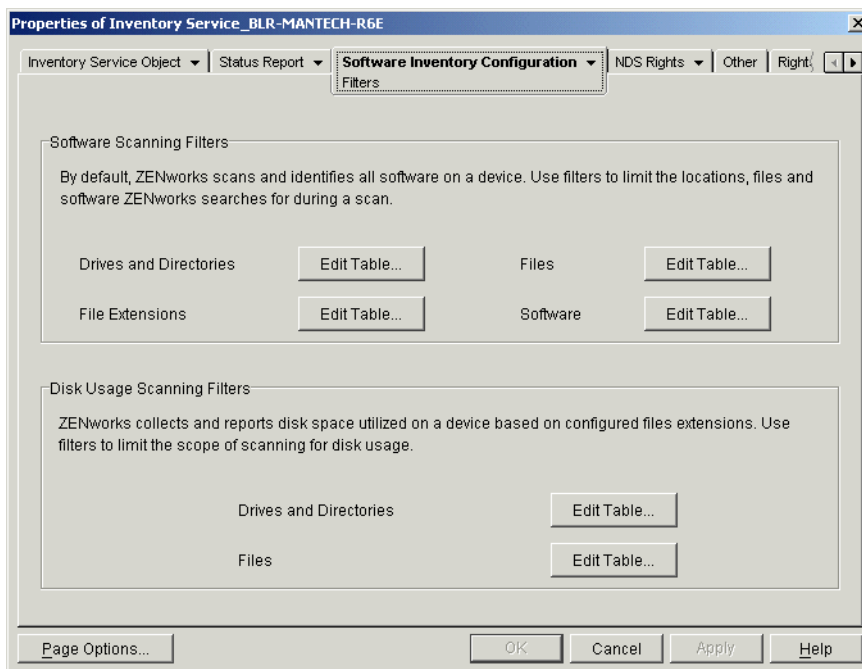 Properties of Inventory Service_BLR-MANTECH-R6E
Inventory Service Object Status Report Software Inventory Configuration NDS Rights Other Right
Filters
Software Scanning Filters
By default, ZENworks scans and identifies all software on a device. Use filters to limit the locations, files and
software ZENworks searches for during a scan.
Drives and Directories Edit Table... Files Edit Table...
File Extensions Edit Table... Software Edit Table...
Disk Usage Scanning Filters
ZENworks collects and reports disk space utilized on a device based on configured files extensions. Use
filters to limit the scope of scanning for disk usage.
Drives and Directories Edit Table...
Files Edit Table...
Page Options... OK Cancel Apply Help